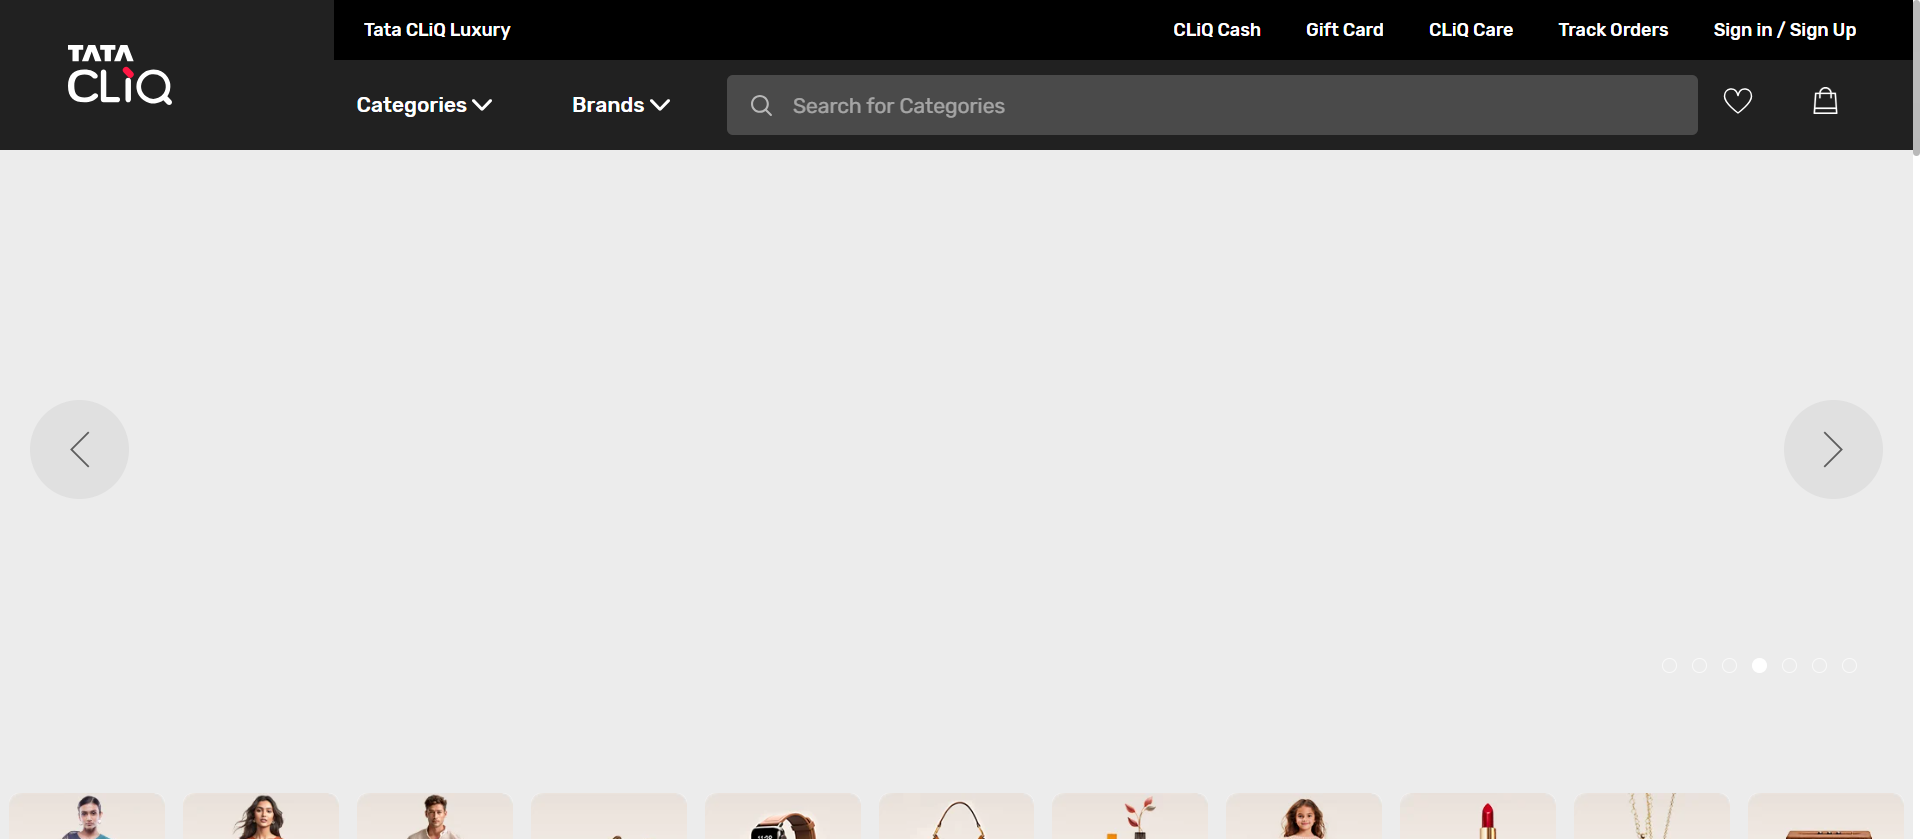 Tata CLiQ Luxury
CLiQ Cash
Gift Card
CLiQ Care
Track Orders
Sign in / Sign Up
TATA
CLiQ
Categories
Brands
Search for Categories